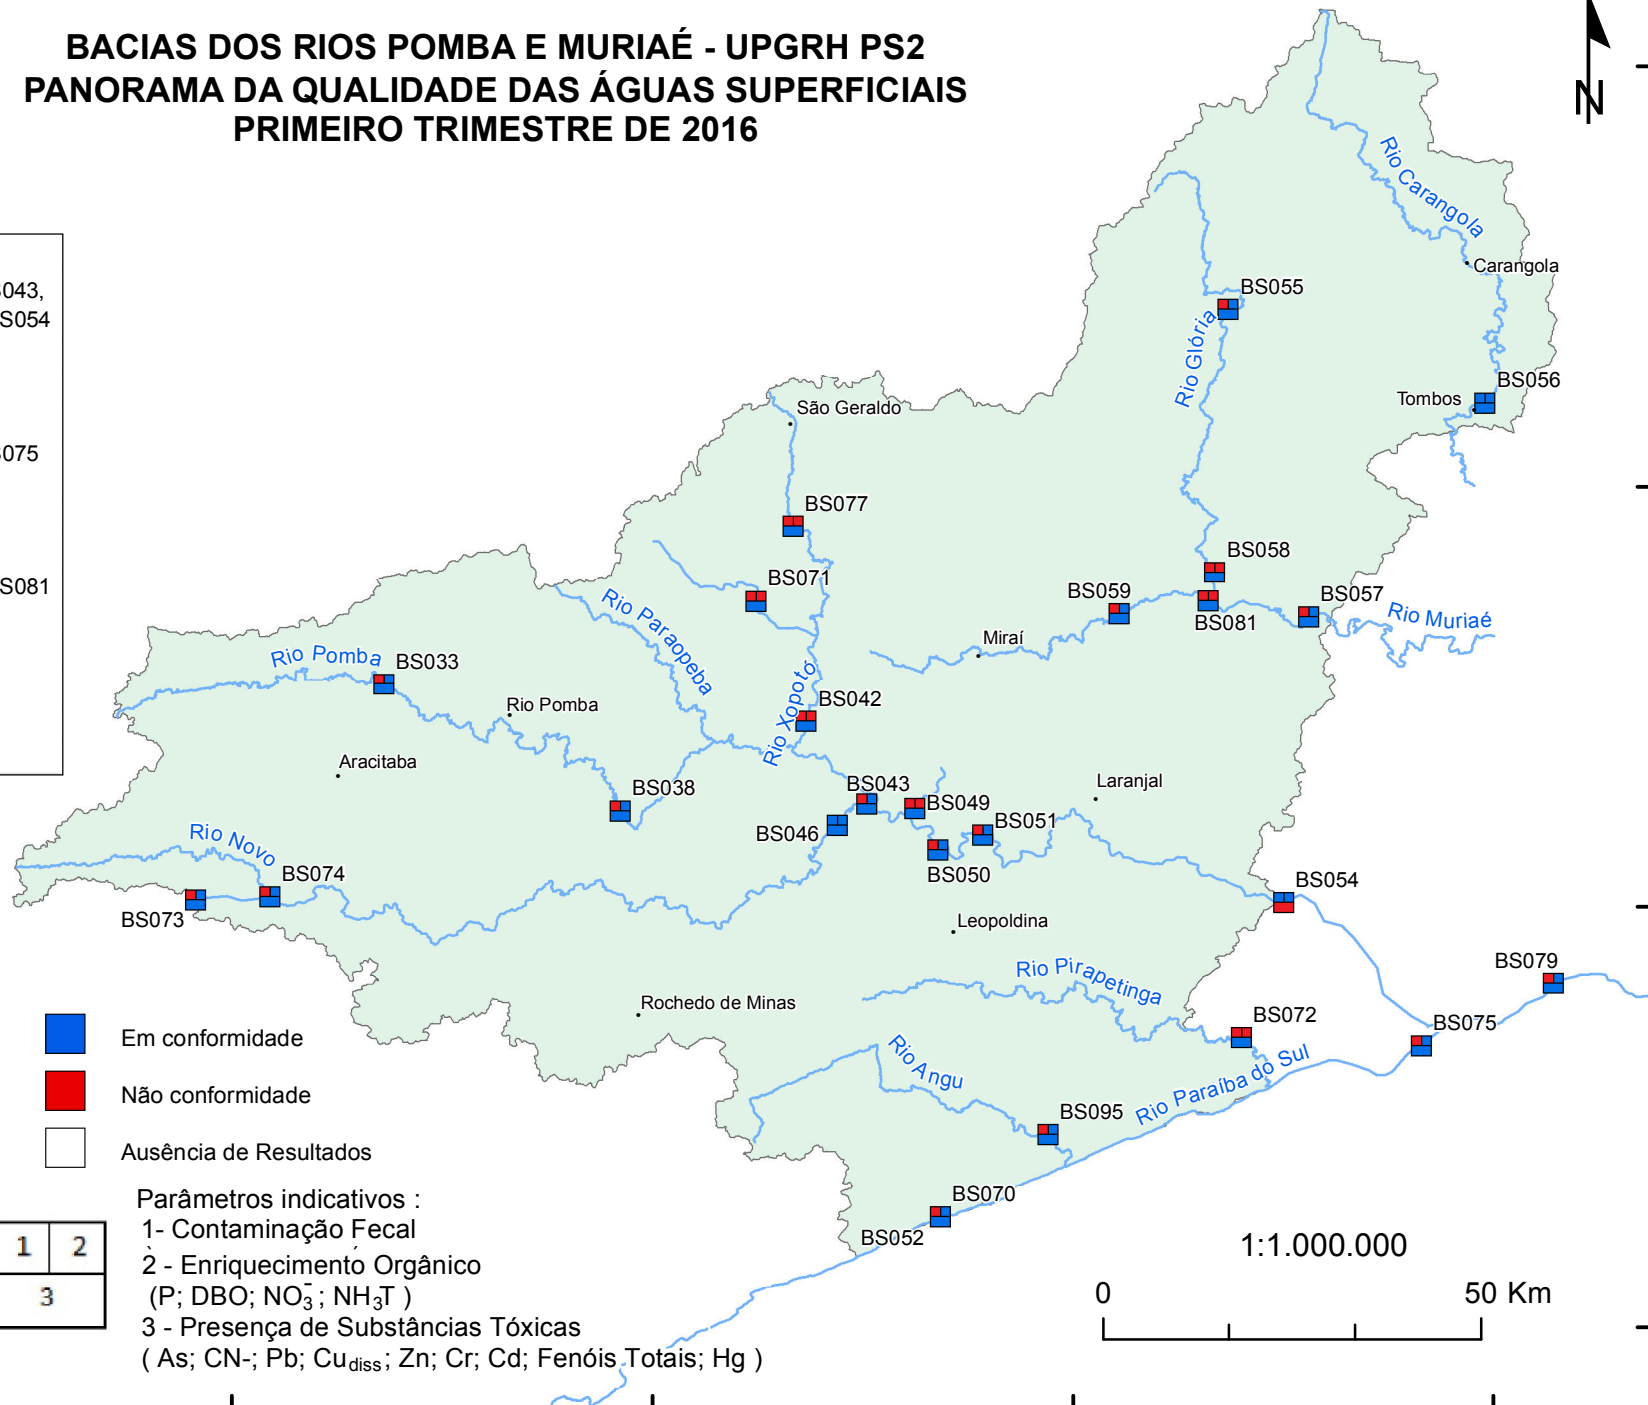 BACIAS DOS RIOS POMBA E MURIAÉ - UPGRH PS2
PANORAMA DA QUALIDADE DAS ÁGUAS SUPERFICIAIS
PRIMEIRO TRIMESTRE DE 2016
N
043,
S054
075
S081
Rio Carangola
Carangola
BS055
Rio Glória
BS056
Tombos
São Geraldo
BS077
BS071
BS058
BS059
BS081
BS057
Rio Muriaé
Miraí
Rio Paraopeba
Rio Pomba
BS033
Rio Pomba
Rio Xopotó
BS042
Aracitaba
BS038
BS043
BS049
BS046
BS051
BS050
Laranjal
Rio Novo
BS074
BS073
BS054
Leopoldina
BS079
Rio Pirapetinga
Rochedo de Minas
BS072
BS075
Rio Angu
Rio Paraíba do Sul
BS095
BS070
BS052
Em conformidade
Não conformidade
Ausência de Resultados
Parâmetros indicativos :
1- Contaminação Fecal
2 - Enriquecimento Orgânico
(P; DBO; NO₃⁻; NH₃T )
3 - Presença de Substâncias Tóxicas
( As; CN-; Pb; Cudiss; Zn; Cr; Cd; Fenóis Totais; Hg )
1 2
3
1:1.000.000
0 50 Km